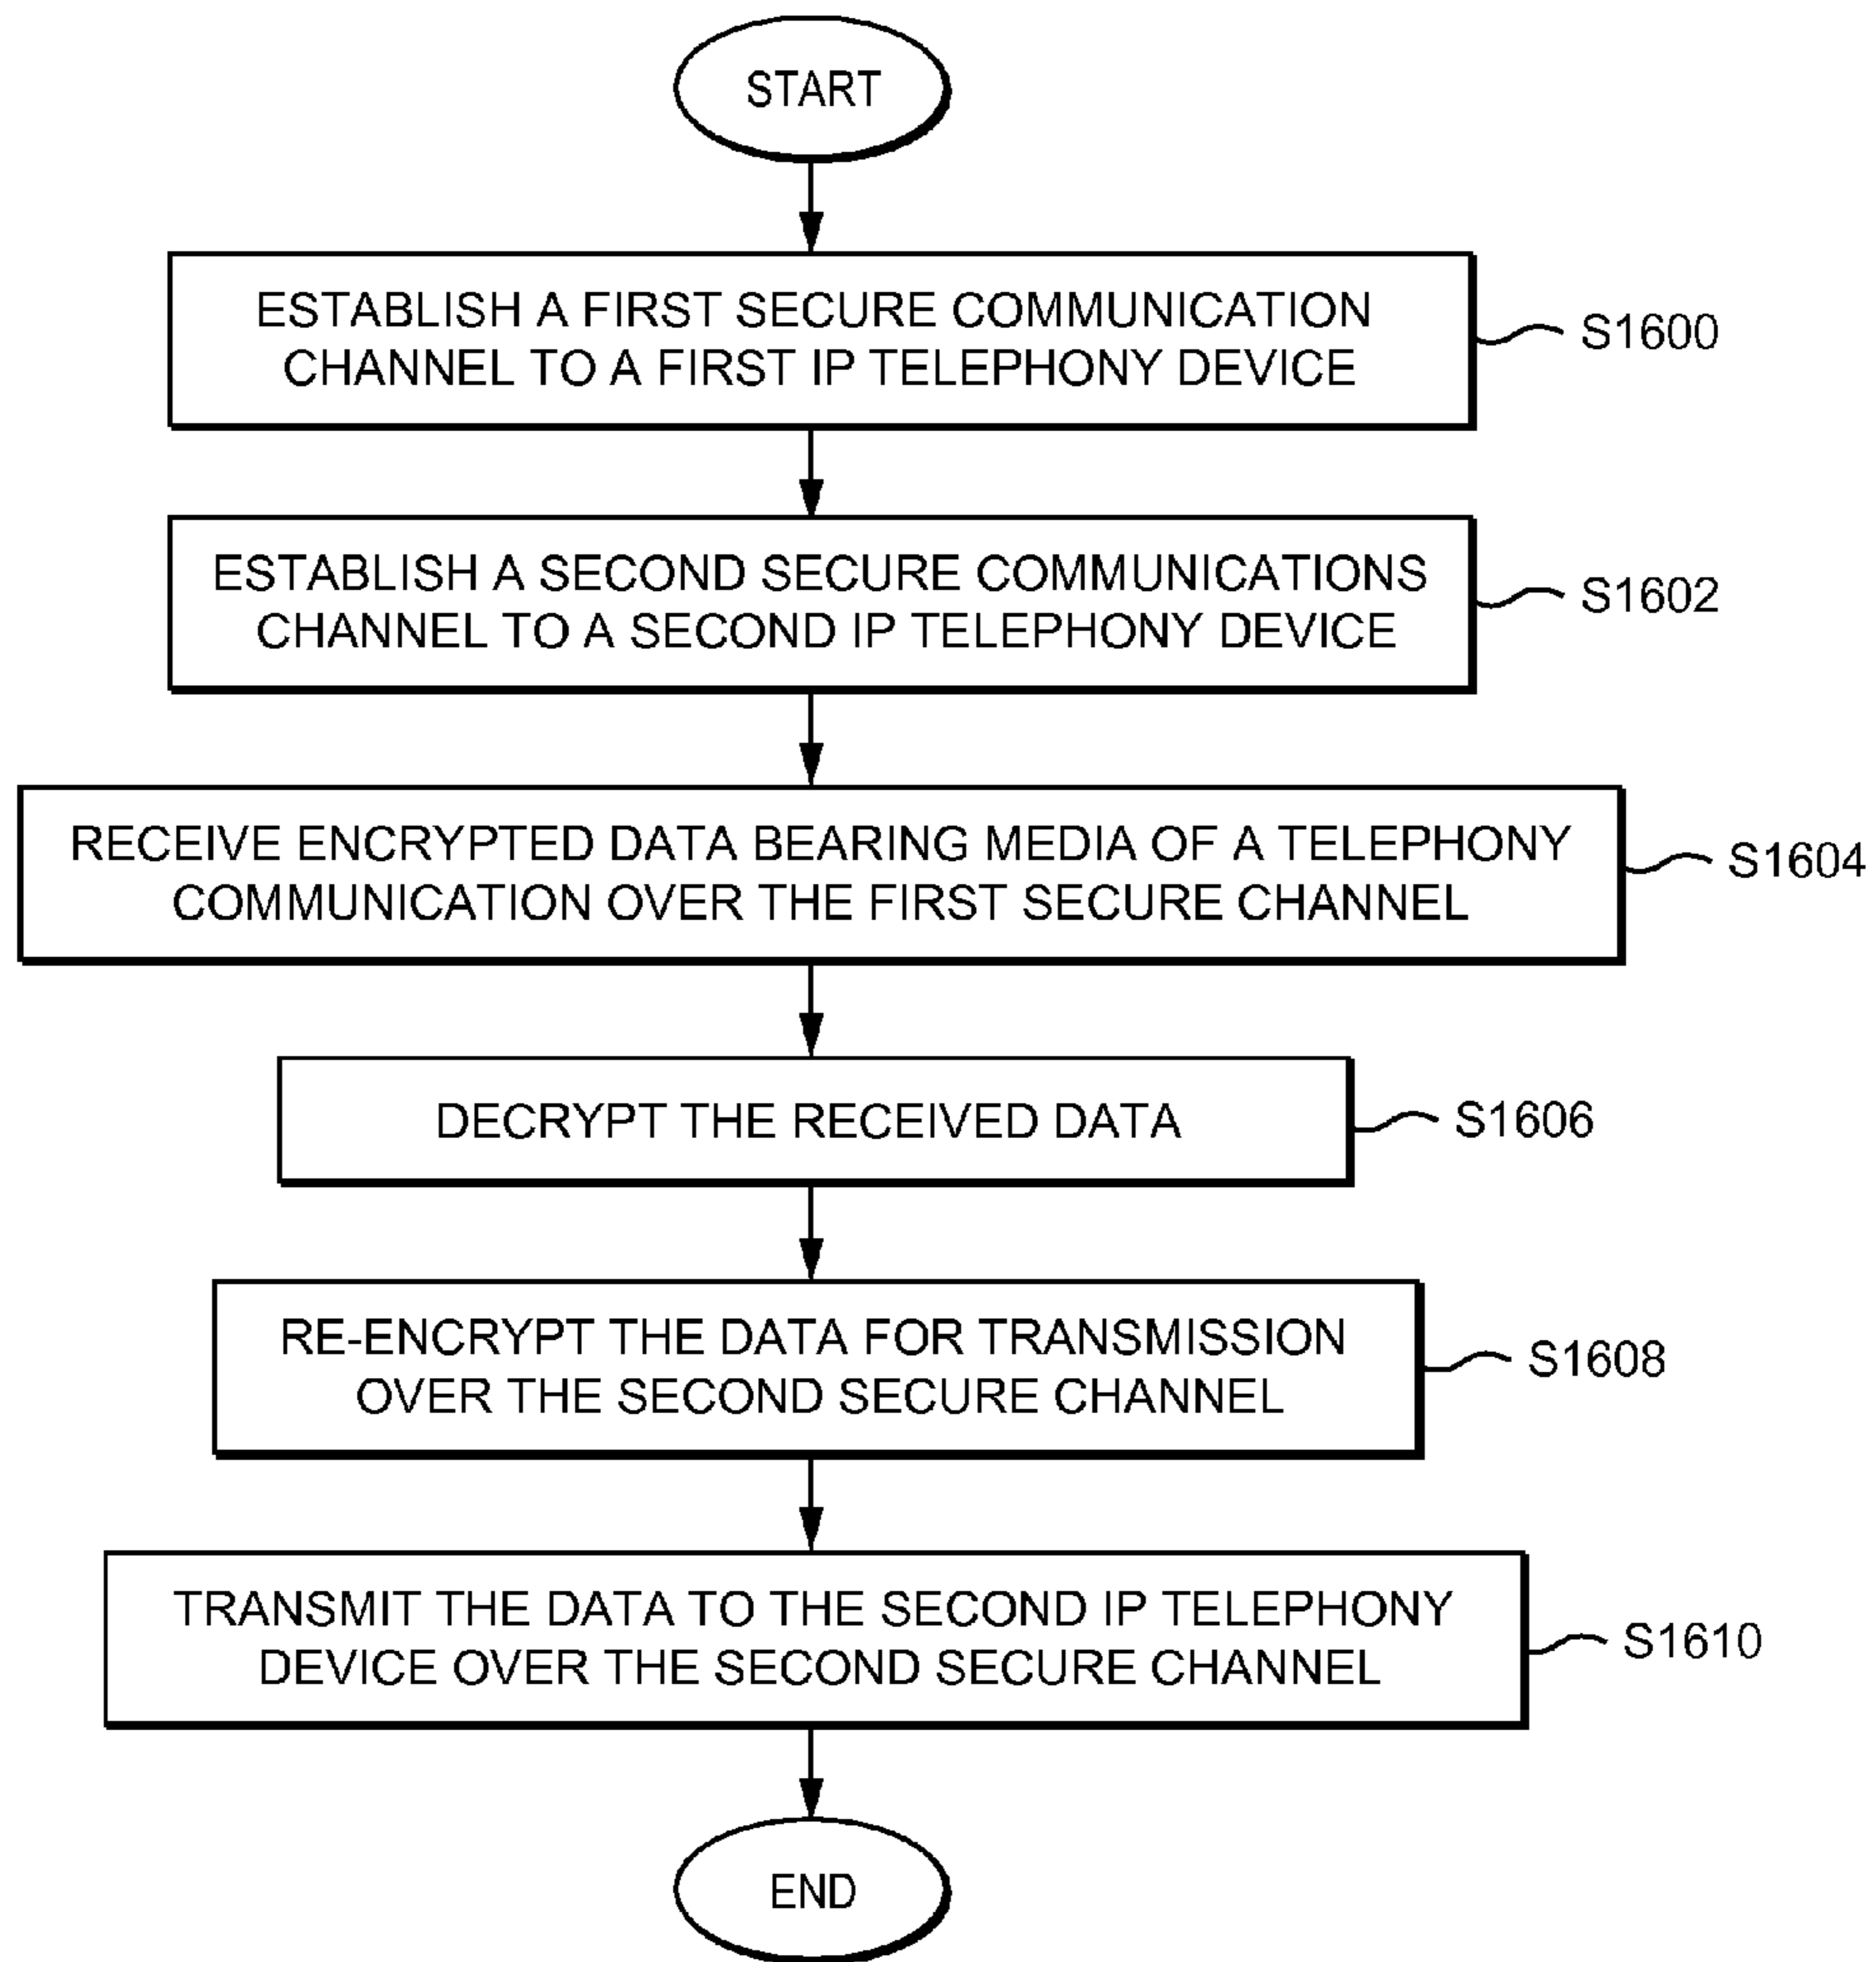 START
ESTABLISH A FIRST SECURE COMMUNICATION
CHANNEL TO A FIRST IP TELEPHONY DEVICE
S1600
ESTABLISH A SECOND SECURE COMMUNICATIONS
CHANNEL TO A SECOND IP TELEPHONY DEVICE
S1602
RECEIVE ENCRYPTED DATA BEARING MEDIA OF A TELEPHONY
COMMUNICATION OVER THE FIRST SECURE CHANNEL
S1604
DECRYPT THE RECEIVED DATA
S1606
RE-ENCRYPT THE DATA FOR TRANSMISSION
OVER THE SECOND SECURE CHANNEL
S1608
TRANSMIT THE DATA TO THE SECOND IP TELEPHONY
DEVICE OVER THE SECOND SECURE CHANNEL
S1610
END